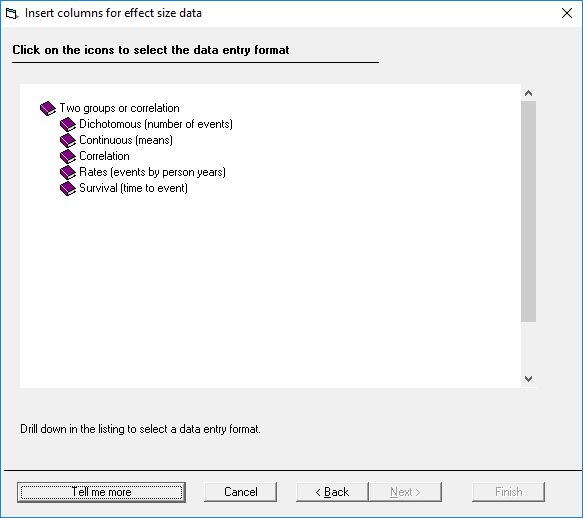 Insert columns for effect size data
Click on the icons to select the data entry format
Two groups or correlation
Dichotomous (number of events)
Continuous (means)
Correlation
Rates (events by person years)
Survival (time to event)
Drill down in the listing to select a data entry format.
Tell me more
Cancel
< Back
Next >
Finish